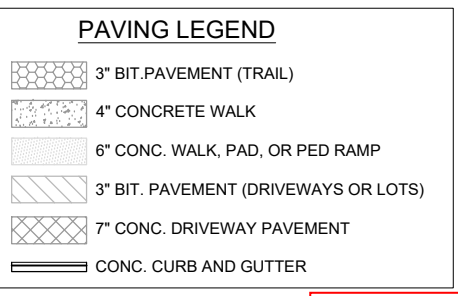 PAVING LEGEND
3" BIT.PAVEMENT (TRAIL)
4" CONCRETE WALK
6" CONC. WALK, PAD, OR PED RAMP
3" BIT. PAVEMENT (DRIVEWAYS OR LOTS)
7" CONC. DRIVEWAY PAVEMENT
CONC. CURB AND GUTTER